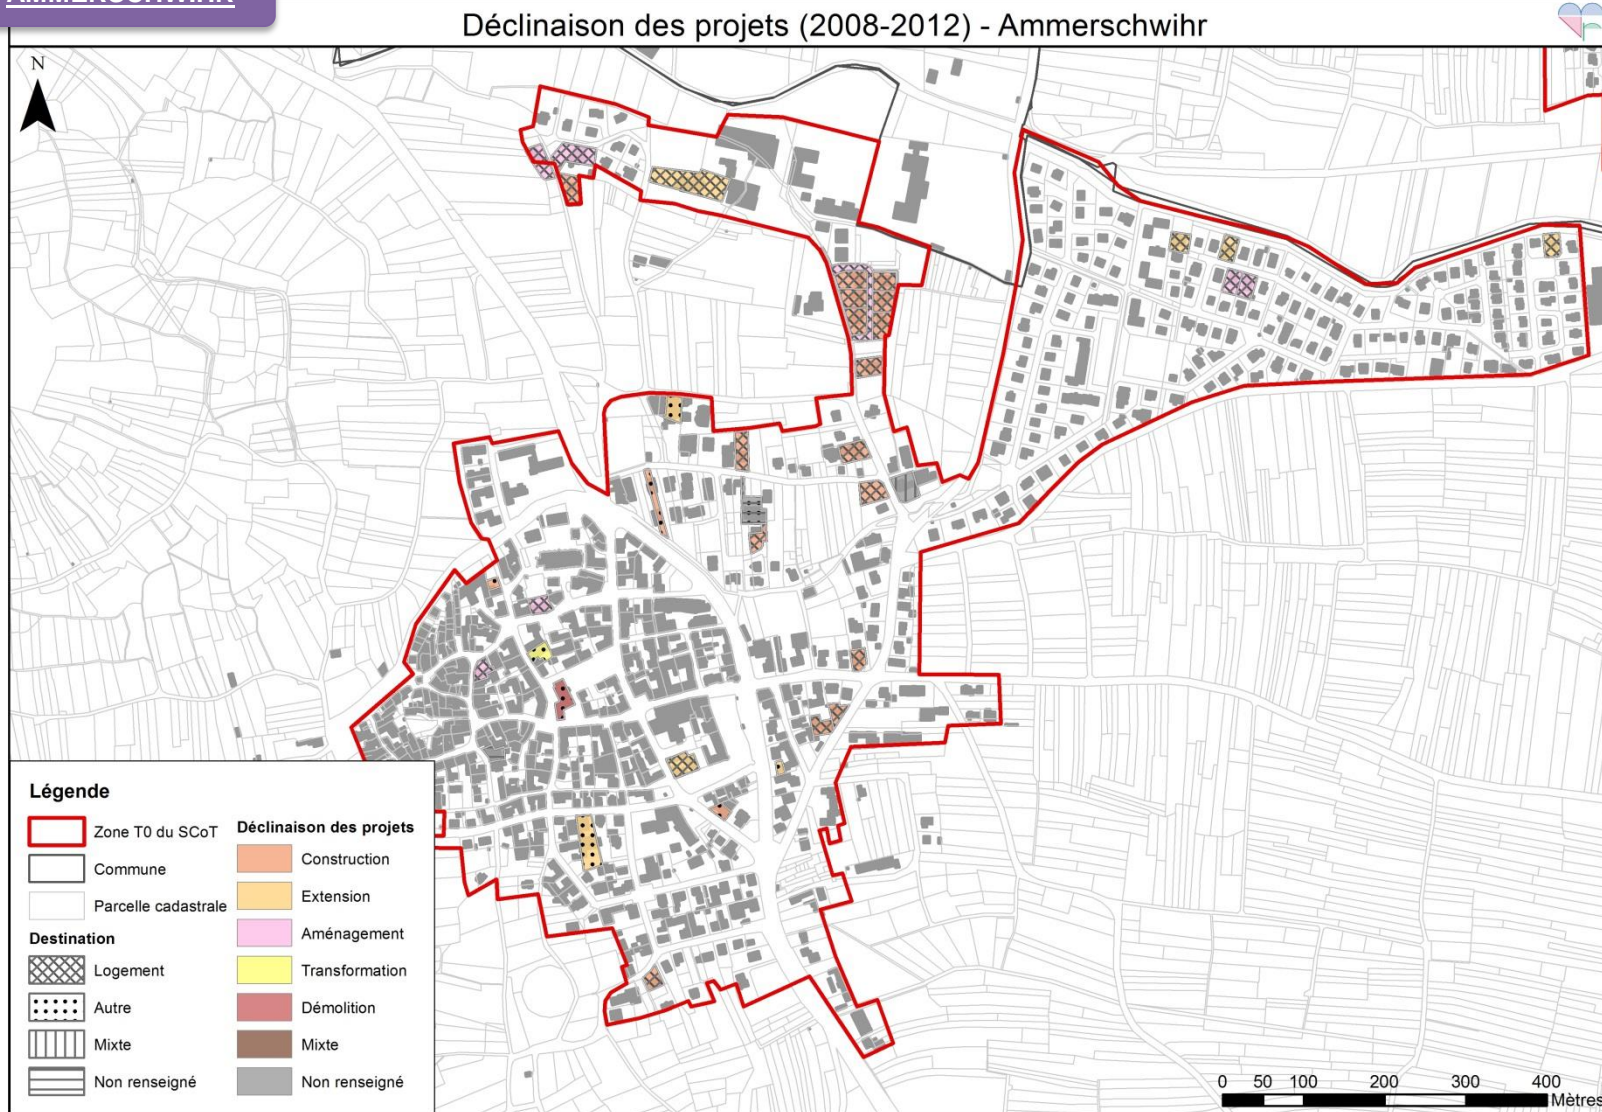 AMMERSCHWIHR
Déclinaison des projets (2008-2012) - Ammerschwihr
N
Légende
Zone T0 du SCoT
Commune
Parcelle cadastrale
Destination
Logement
Autre
Mixte
Non renseigné
Déclinaison des projets
Construction
Extension
Aménagement
Transformation
Démolition
Mixte
Non renseigné
0 50 100 200 300 400
Mètres